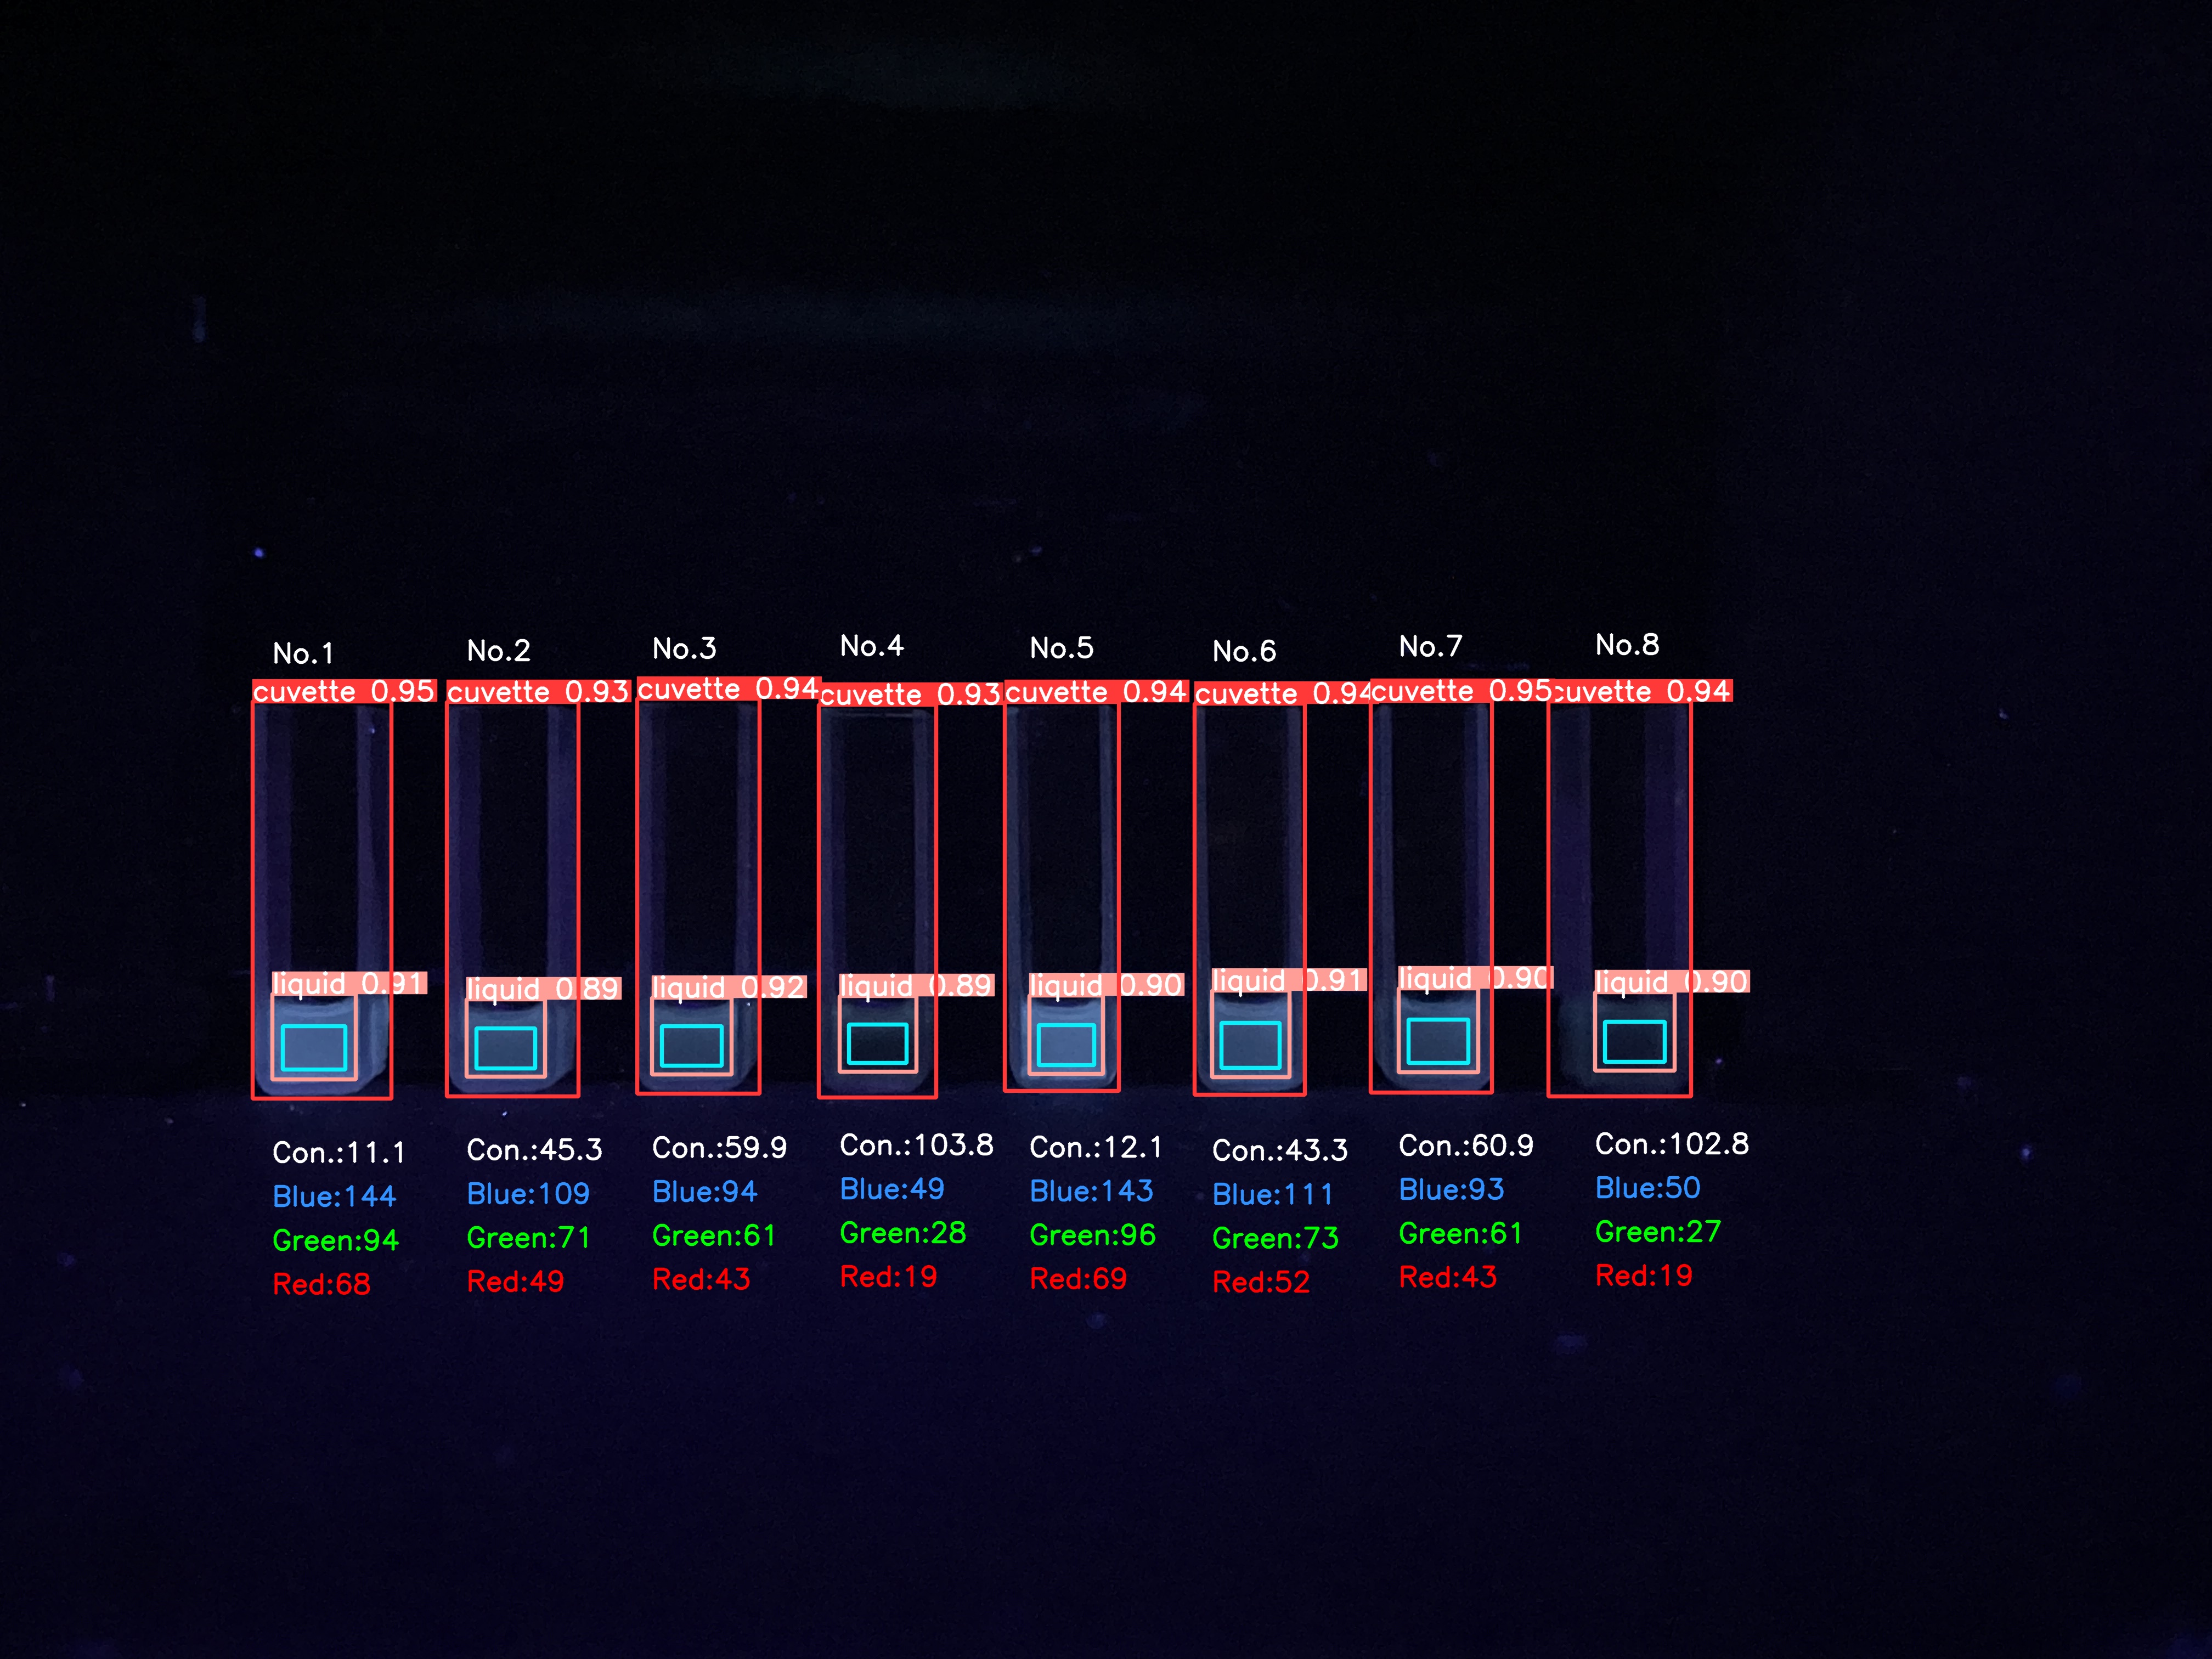 No.1 No.2 No.3 No.4 No.5 No.6 No.7 No.8
cuvette 0.95 cuvette 0.93 cuvette 0.94 cuvette 0.93 cuvette 0.94 cuvette 0.94 cuvette 0.95 cuvette 0.94
liquid 0.91 liquid 0.89 liquid 0.92 liquid 0.89 liquid 0.90 liquid 0.91 liquid 0.90 liquid 0.90
Con.:11.1 Con.:45.3 Con.:59.9 Con.:103.8 Con.:12.1 Con.:43.3 Con.:60.9 Con.:102.8
Blue:144 Blue:109 Blue:94 Blue:49 Blue:143 Blue:111 Blue:93 Blue:50
Green:94 Green:71 Green:61 Green:28 Green:96 Green:73 Green:61 Green:27
Red:68 Red:49 Red:43 Red:19 Red:69 Red:52 Red:43 Red:19